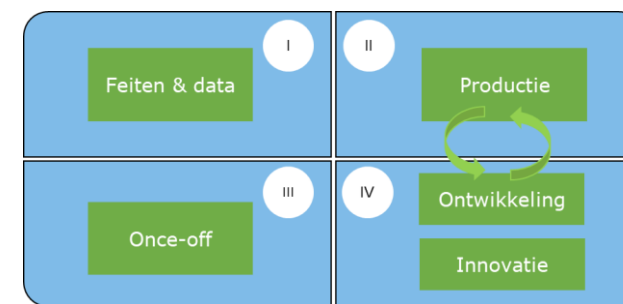 Feiten & data
I
II
Productie
III
Once-off
IV
Ontwikkeling
Innovatie